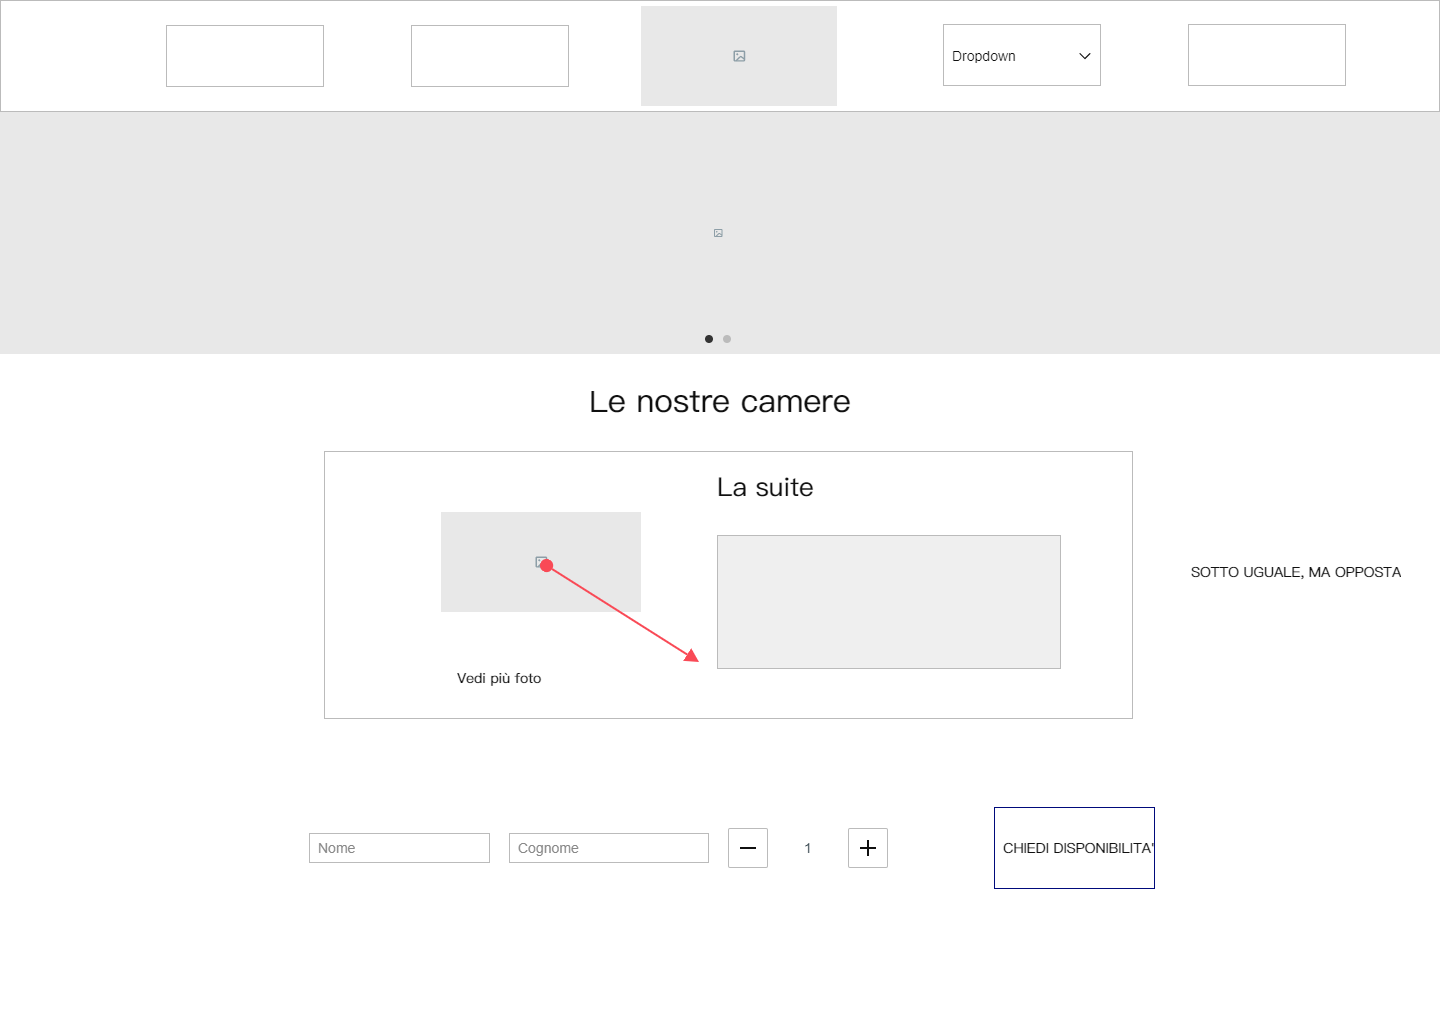 Dropdown
Le nostre camere
La suite
SOTTO UGUALE, MA OPPOSTA
Vedi più foto
Nome
Cognome
1
CHIEDI DISPONIBILITA'